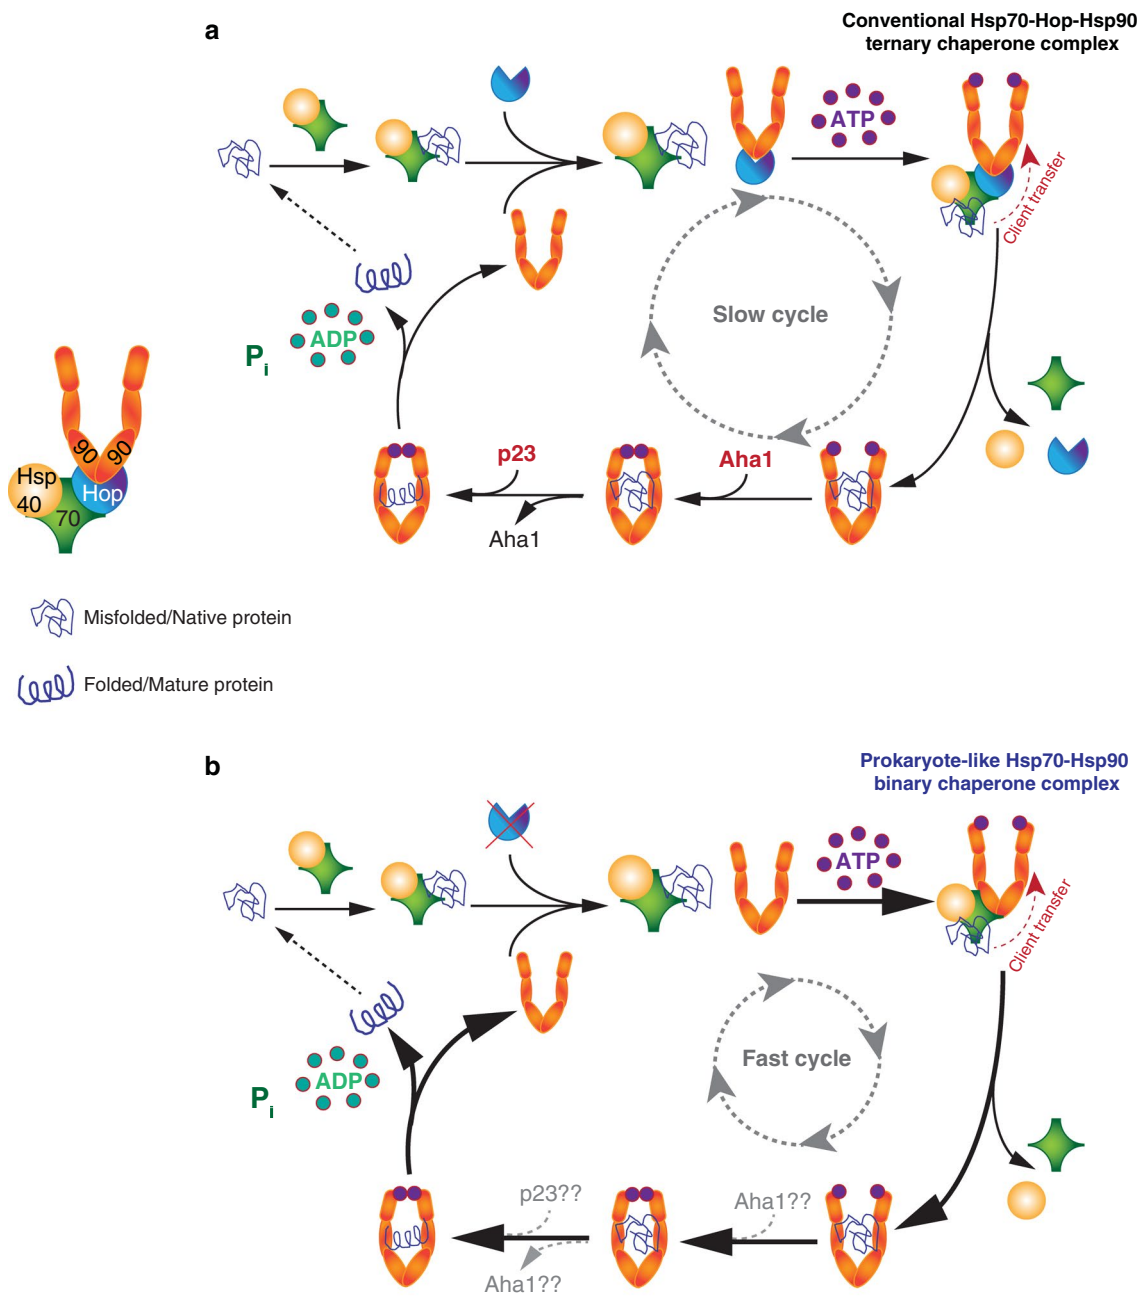 a
Conventional Hsp70-Hop-Hsp90
ternary chaperone complex
ATP
Client transfer
Slow cycle
ADP
Pi
90 90
Hsp
40
70
Hop
p23
Aha1
Aha1
Misfolded/Native protein
Folded/Mature protein
b
Prokaryote-like Hsp70-Hsp90
binary chaperone complex
ATP
Client transfer
Fast cycle
ADP
Pi
p23??
Aha1??
Aha1??